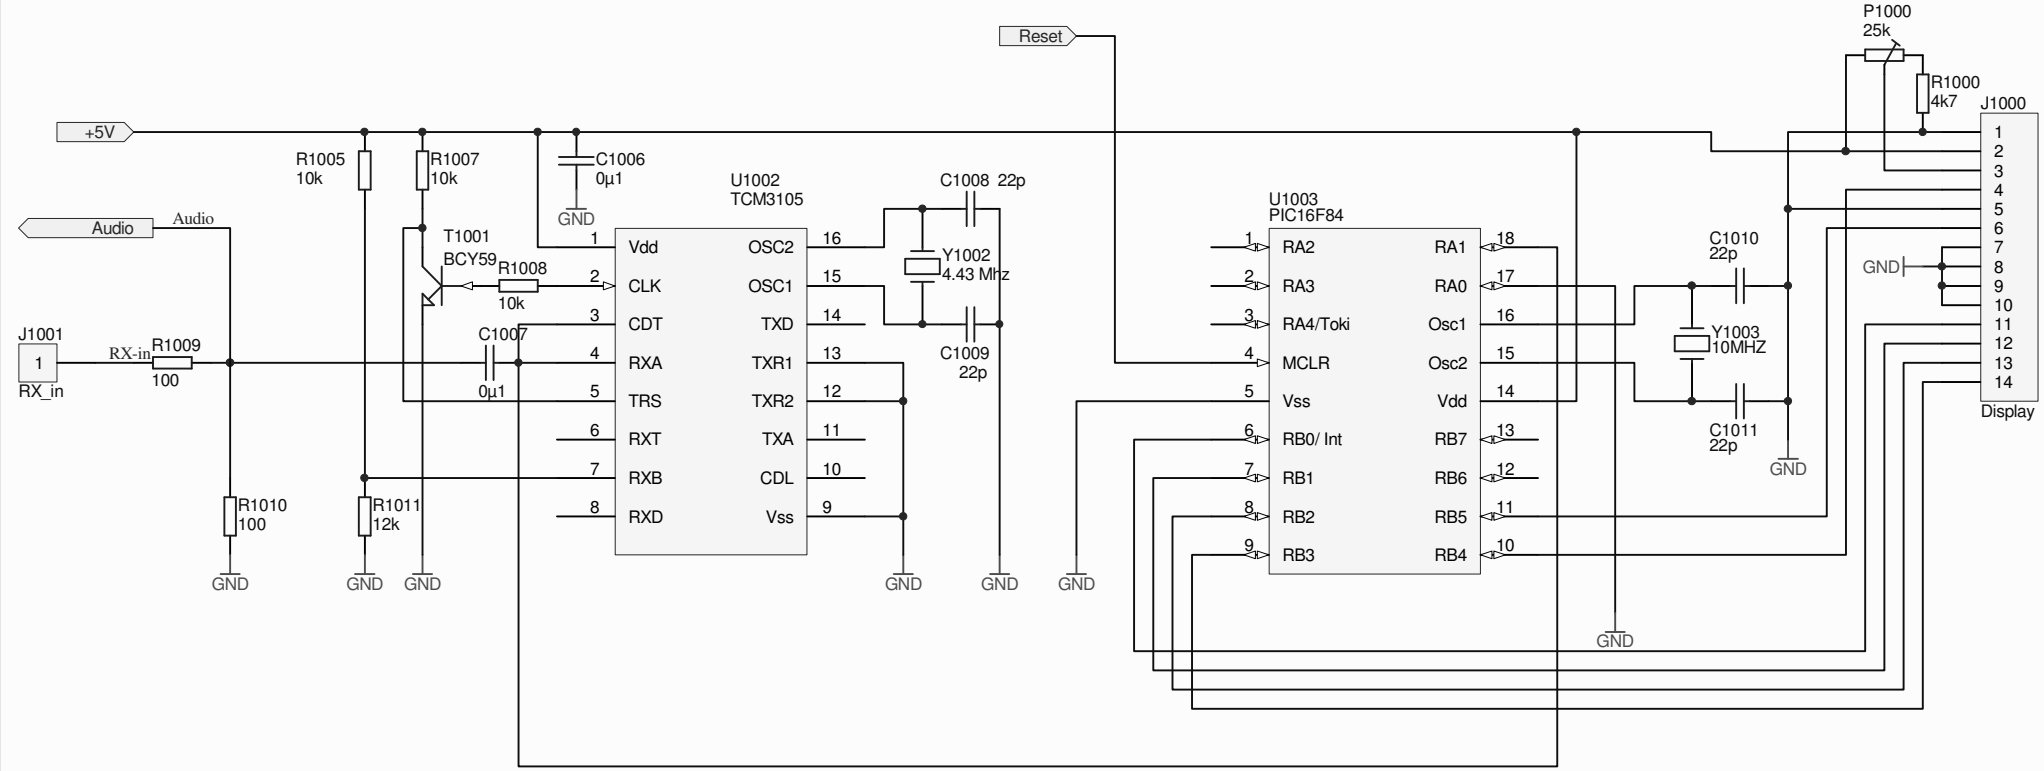 P1000
25k
Reset
R1000
4k7
J1000
+5V
R1005
10k
R1007
10k
C1006
0µ1
GND
U1002
TCM3105
C1008 22p
U1003
PIC16F84
Audio
Audio
T1001
BCY59
R1008
10k
1 Vdd OSC2 16
2 CLK OSC1 15
3 CDT TXD 14
4 RXA TXR1 13
5 TRS TXR2 12
6 RXT TXA 11
7 RXB CDL 10
8 RXD Vss 9
Y1002
4.43 Mhz
C1009
22p
1 RA2 RA1 18
2 RA3 RA0 17
3 RA4/Toki Osc1 16
4 MCLR Osc2 15
5 Vss Vdd 14
6 RB0/ Int RB7 13
7 RB1 RB6 12
8 RB2 RB5 11
9 RB3 RB4 10
C1010
22p
Y1003
10MHZ
C1011
22p
GND
GND
1
2
3
4
5
6
7
8
9
10
11
12
13
14
Display
J1001
1
RX_in
RX-in
R1009
100
C1007
0µ1
R1010
100
R1011
12k
GND
GND
GND
GND
GND
GND
GND